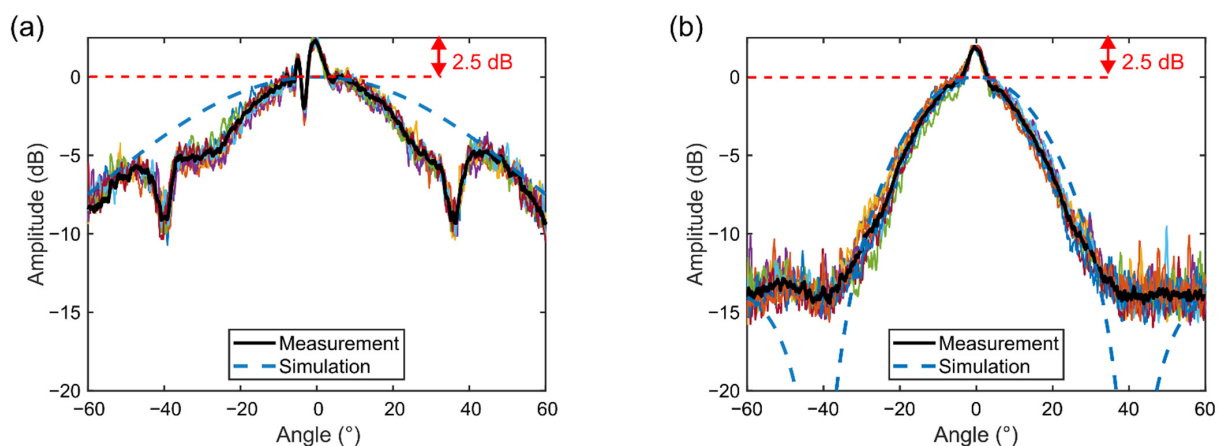 (a)
2.5 dB
0
−5
−10
−15
−20
Amplitude (dB)
Measurement
Simulation
−60 −40 −20 0 20 40 60
Angle (°)
(b)
2.5 dB
0
−5
−10
−15
−20
Amplitude (dB)
Measurement
Simulation
−60 −40 −20 0 20 40 60
Angle (°)